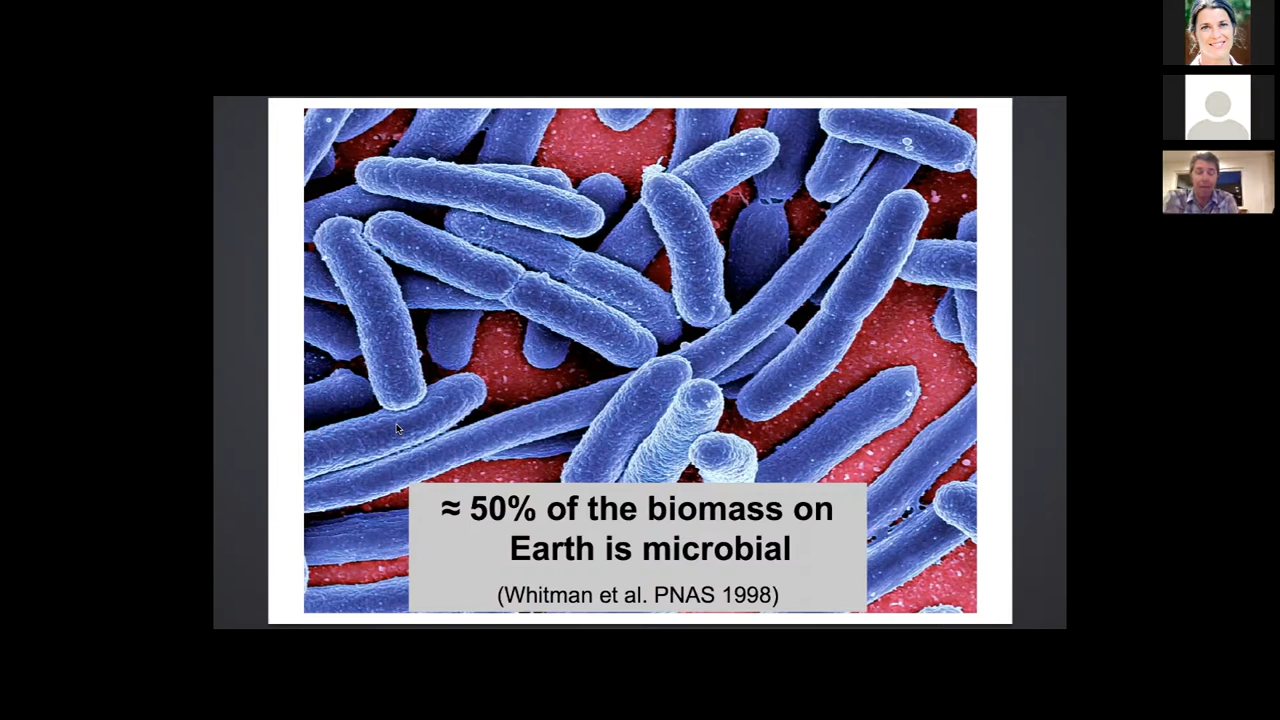 ≈ 50% of the biomass on
Earth is microbial
(Whitman et al. PNAS 1998)